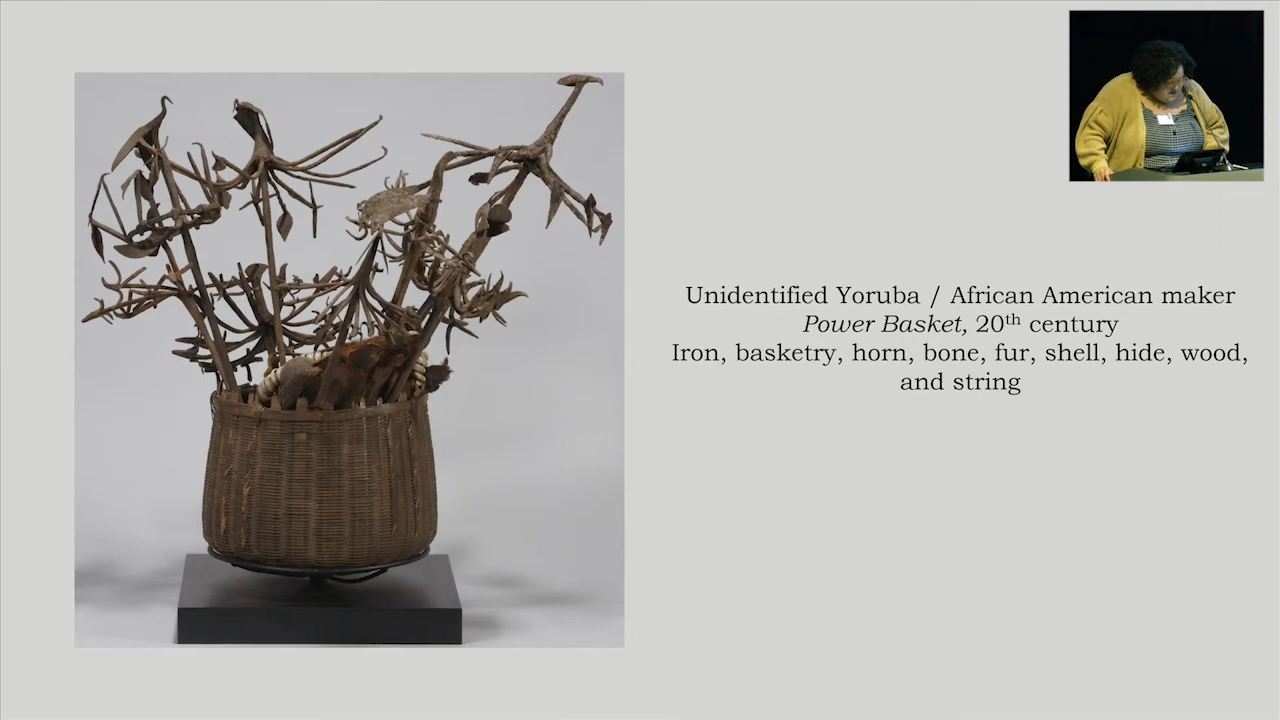 Unidentified Yoruba / African American maker
Power Basket, 20th century
Iron, basketry, horn, bone, fur, shell, hide, wood,
and string